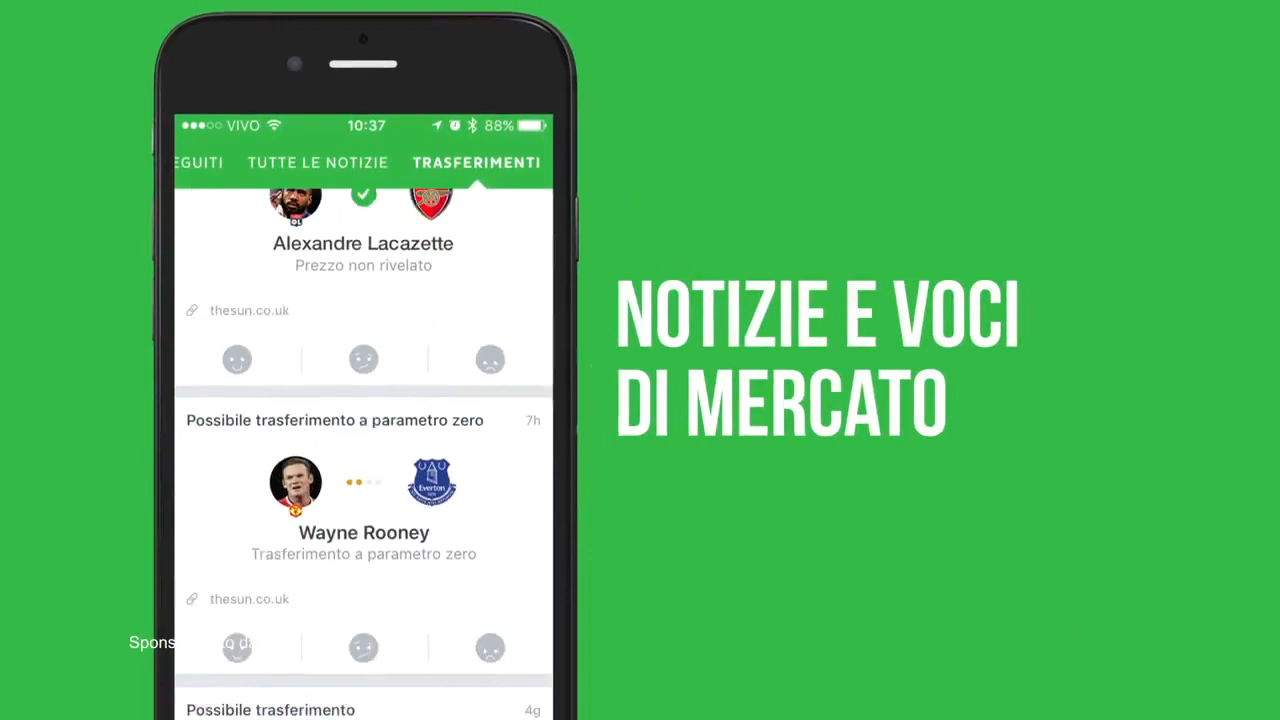 VIVO 10:37 88%
EGUITI TUTTE LE NOTIZIE TRASFERIMENTI
Alexandre Lacazette
Prezzo non rivelato
thesun.co.uk
NOTIZIE E VOCI
DI MERCATO
Possibile trasferimento a parametro zero 7h
Everton
Wayne Rooney
Trasferimento a parametro zero
thesun.co.uk
Possibile trasferimento 4g